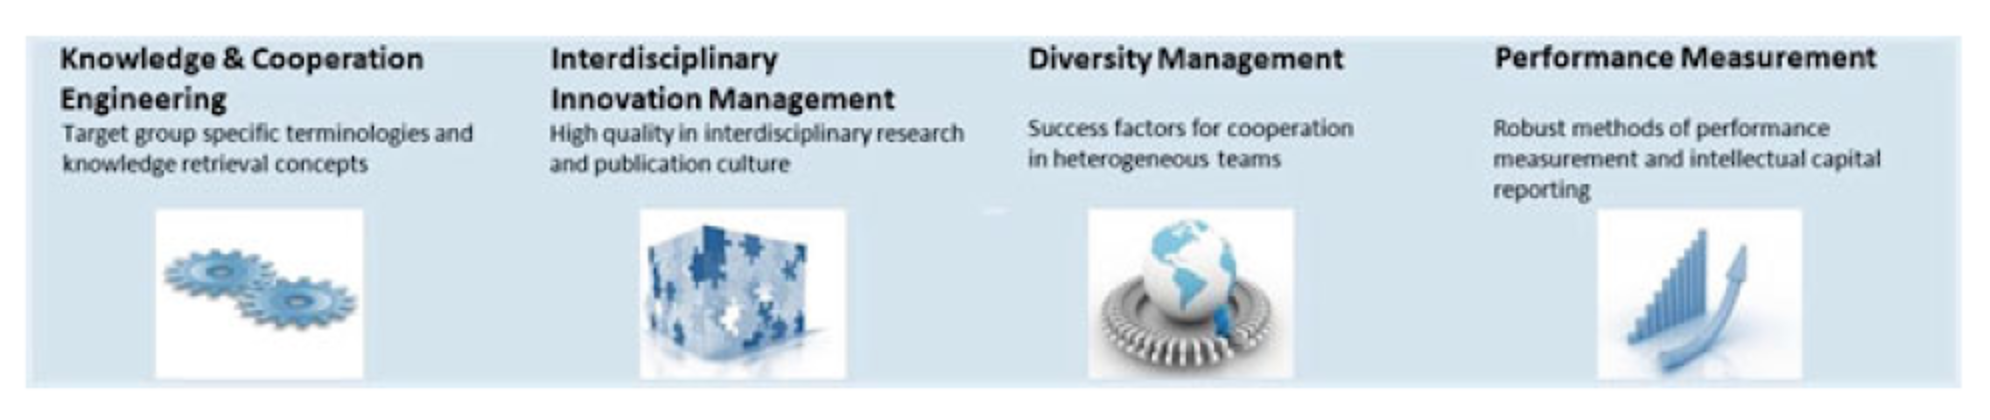 Knowledge & Cooperation
Engineering
Target group specific terminologies and
knowledge retrieval concepts
Interdisciplinary
Innovation Management
High quality in interdisciplinary research
and publication culture
Diversity Management
Success factors for cooperation
in heterogeneous teams
Performance Measurement
Robust methods of performance
measurement and intellectual capital
reporting